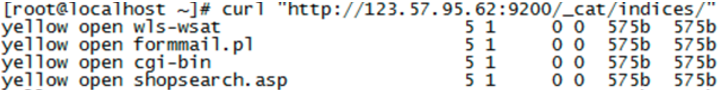 [root@localhost ~]# curl "http://123.57.95.62:9200/_cat/indices/"
yellow open wls-wsat 5 1 0 0 575b 575b
yellow open formmail.pl 5 1 0 0 575b 575b
yellow open cgi-bin 5 1 0 0 575b 575b
yellow open shopsearch.asp 5 1 0 0 575b 575b